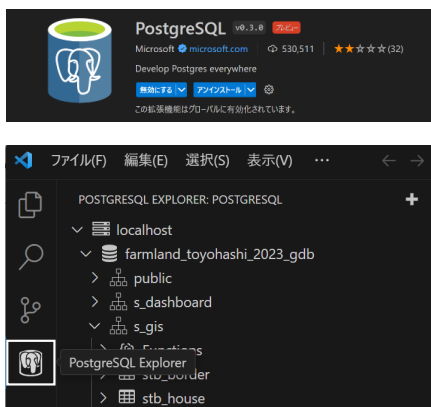 PostgreSQL v0.3.0 プレビュー
Microsoft microsoft.com 530,511 (32)
Develop Postgres everywhere
無効にする アンインストール
この拡張機能はグローバルに有効化されています。
ファイル(F) 編集(E) 選択(S) 表示(V) ···
POSTGRESQL EXPLORER: POSTGRESQL
localhost
farmland_toyohashi_2023_gdb
public
s_dashboard
s_gis
Functions
PostgreSQL Explorer
stb_border
stb_house